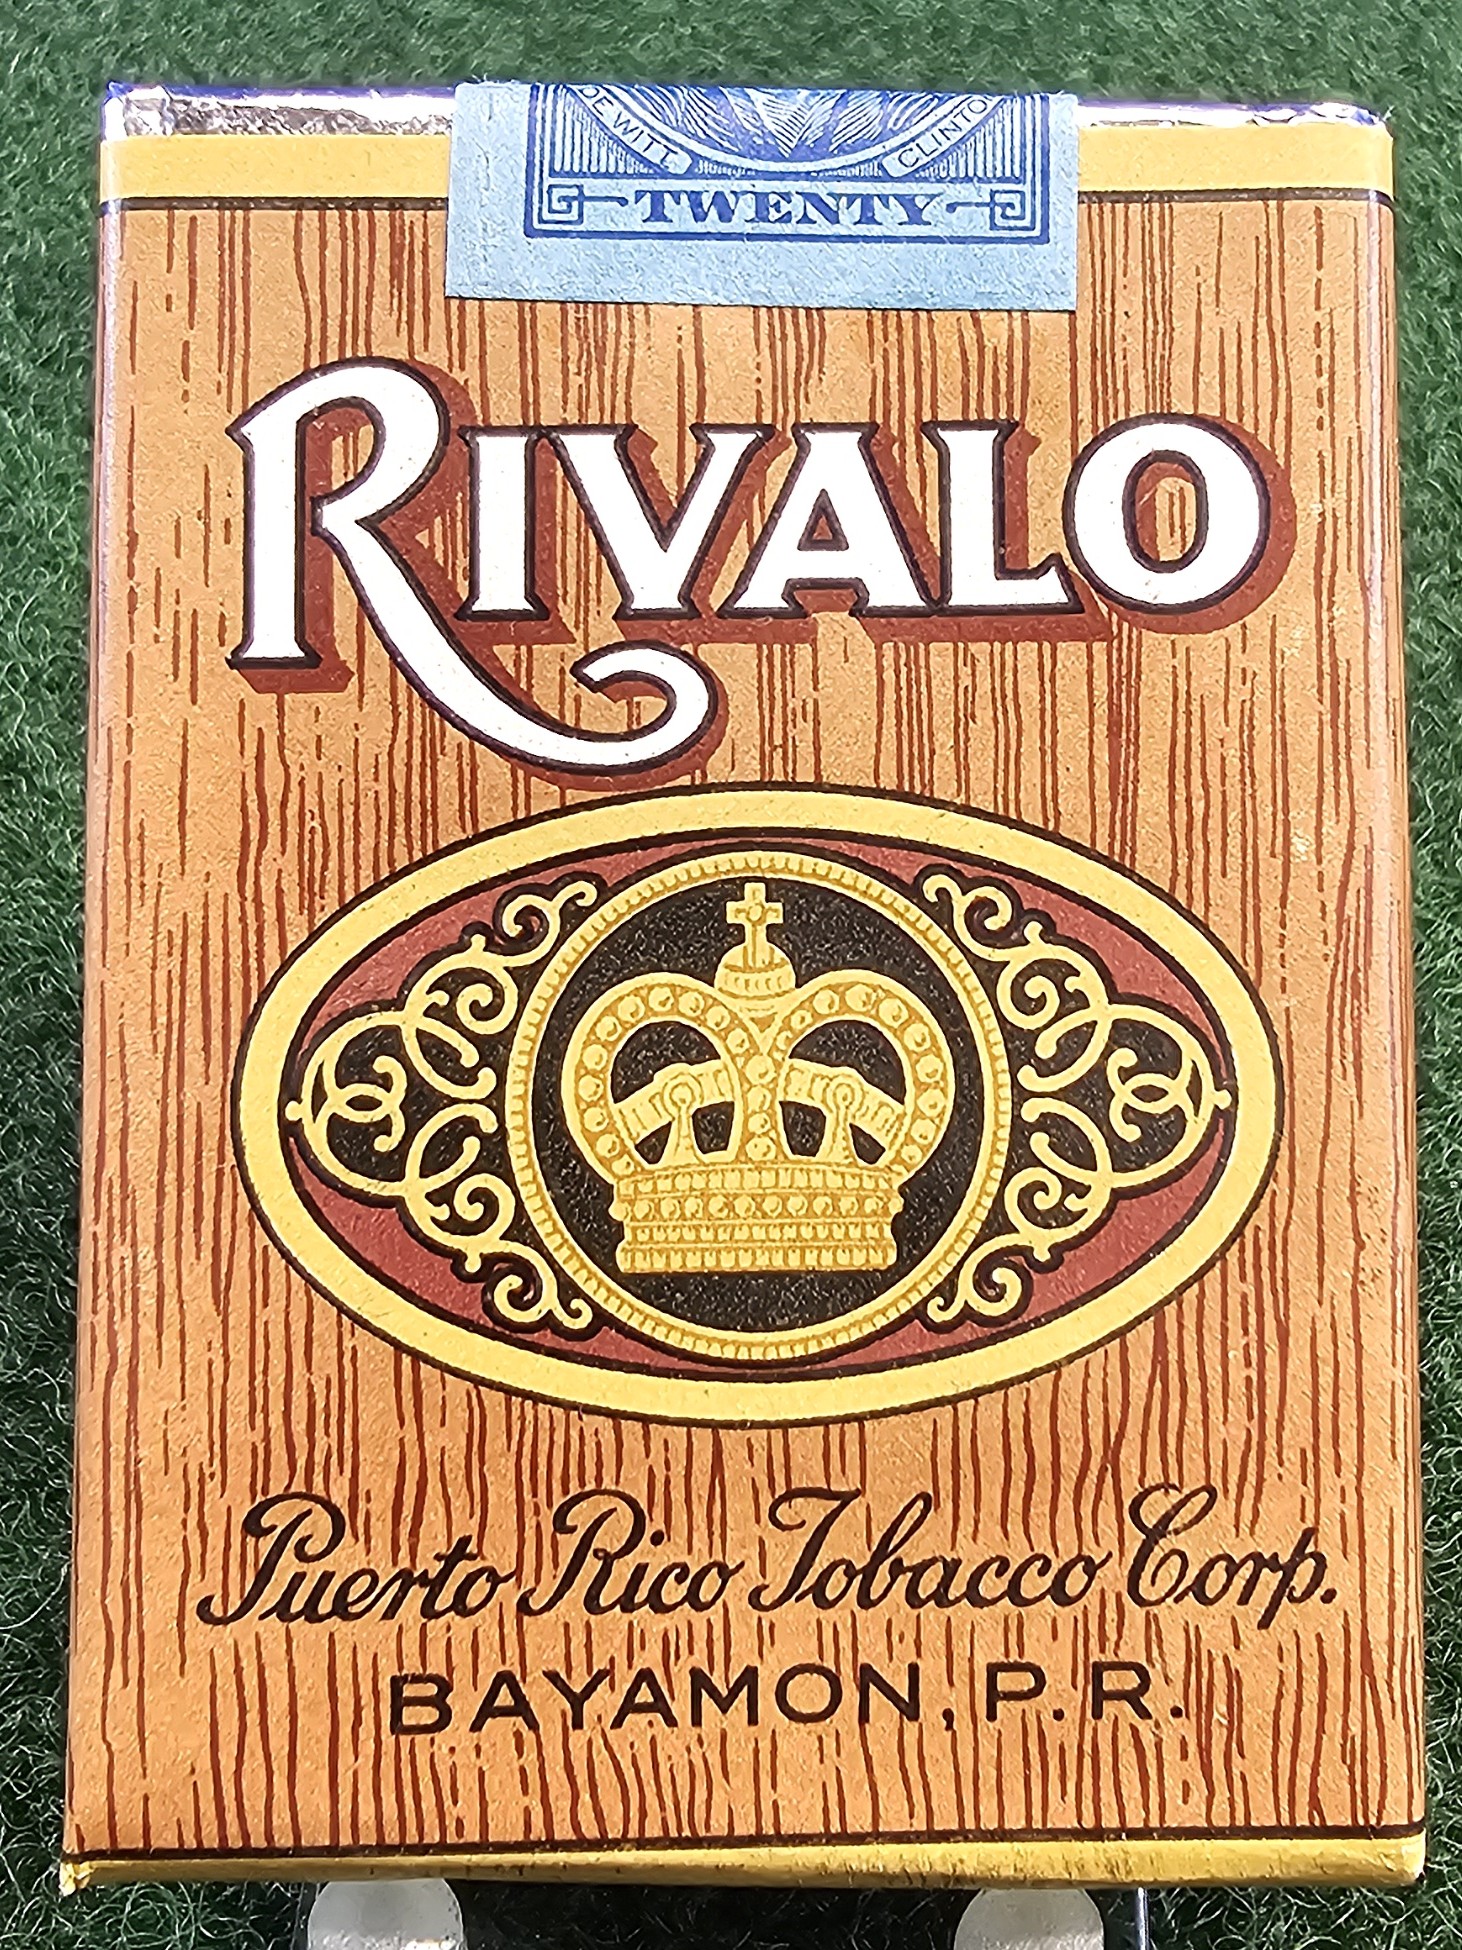 DE WITT CLINTON
TWENTY
RIVALO
Puerto Rico Tobacco Corp.
BAYAMON, P.R.